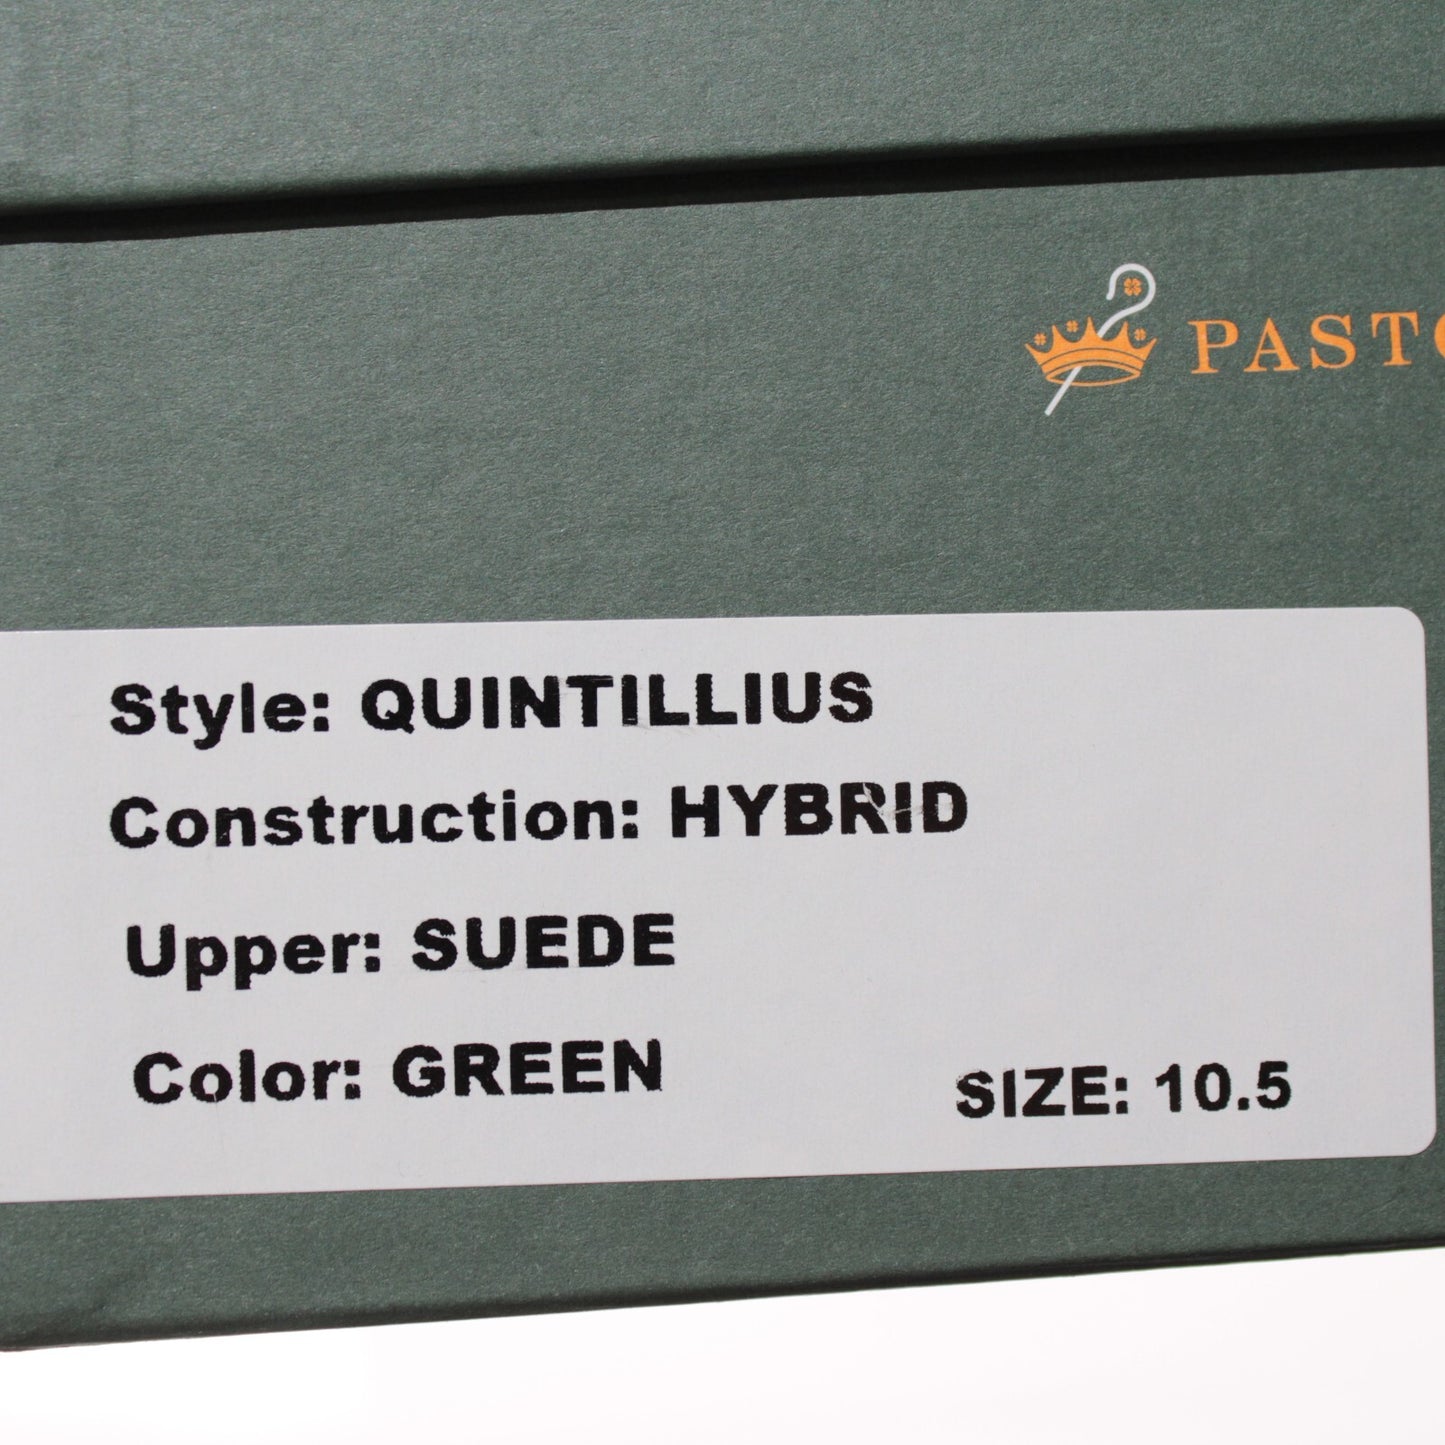 PASTO
Style: QUINTILLIUS
Construction: HYBRID
Upper: SUEDE
Color: GREEN
SIZE: 10.5